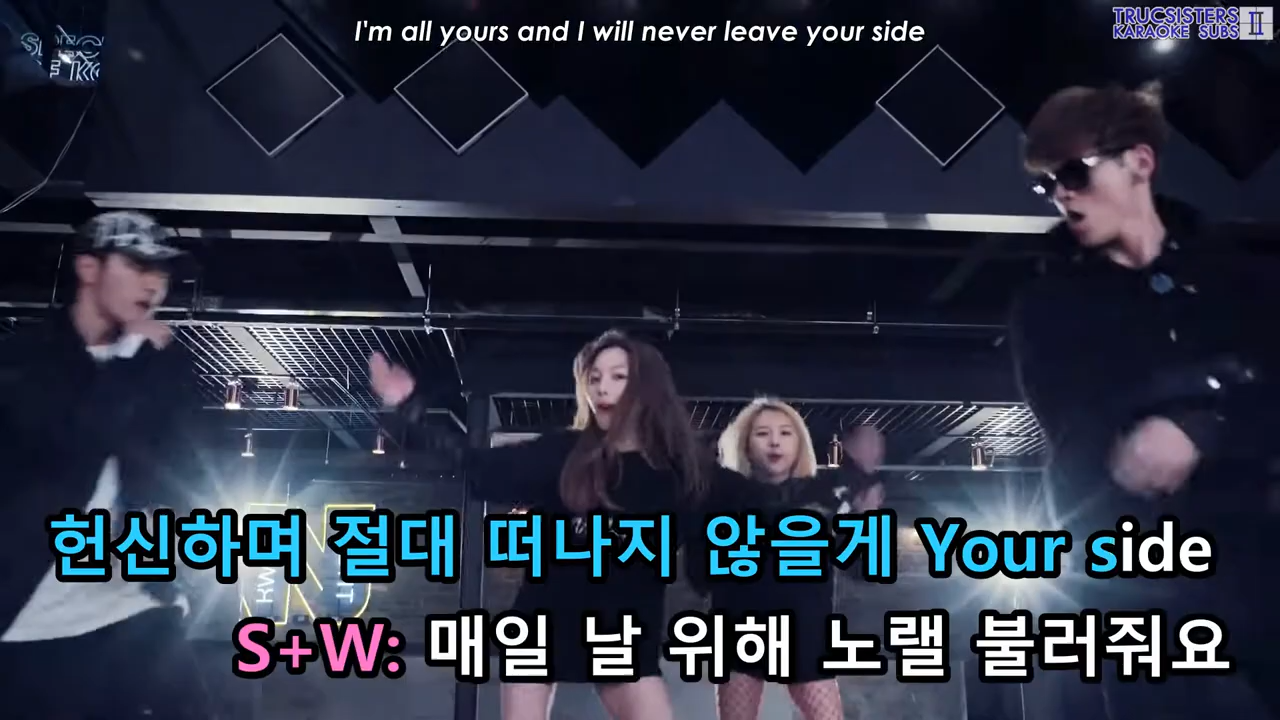 I'm all yours and I will never leave your side
TRUCSISTERS
KARAOKE SUBS II
헌신하며 절대 떠나지 않을게 Your side
S+W: 매일 날 위해 노랠 불러줘요